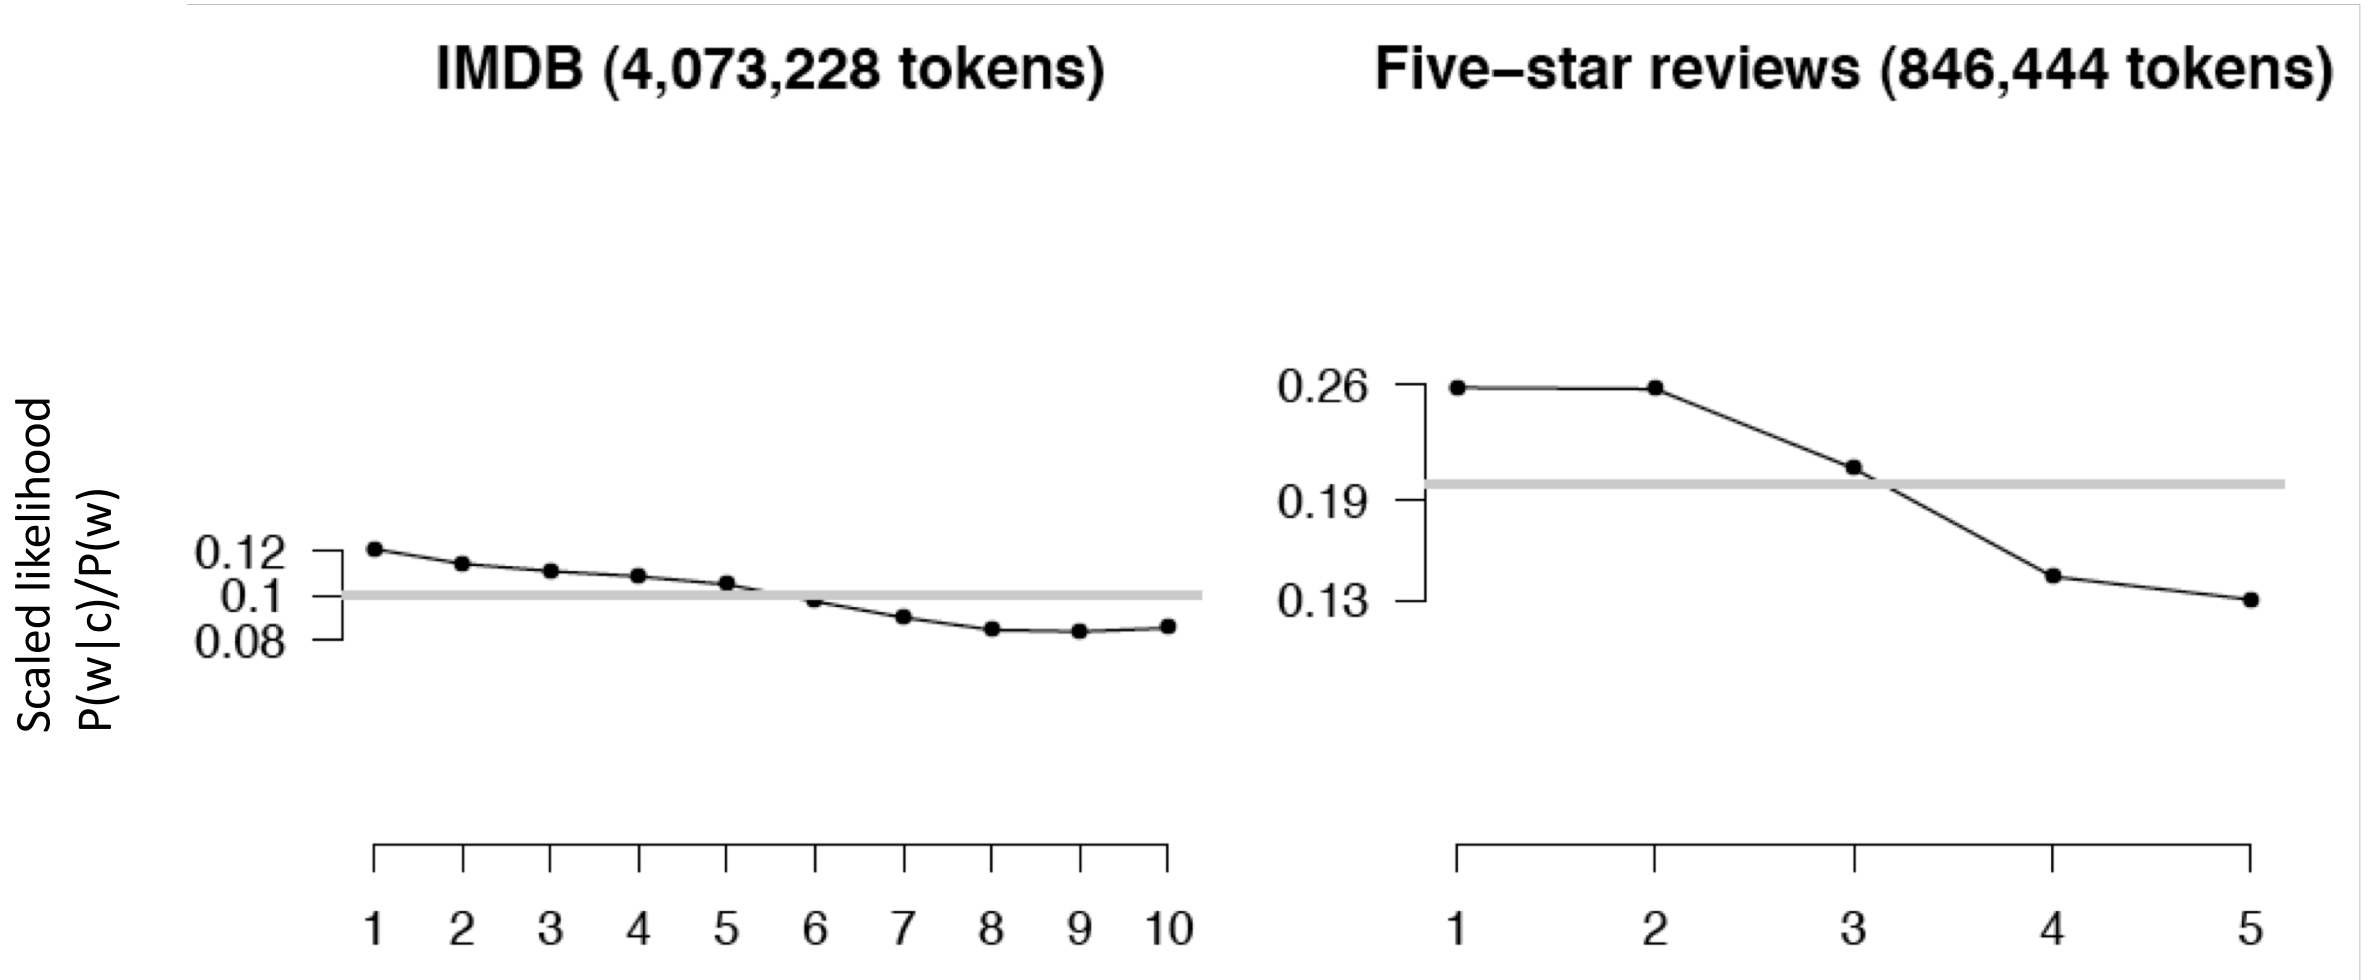 IMDB (4,073,228 tokens)
Five–star reviews (846,444 tokens)
Scaled likelihood
P(w|c)/P(w)
0.12
0.1
0.08
1 2 3 4 5 6 7 8 9 10
0.26
0.19
0.13
1 2 3 4 5